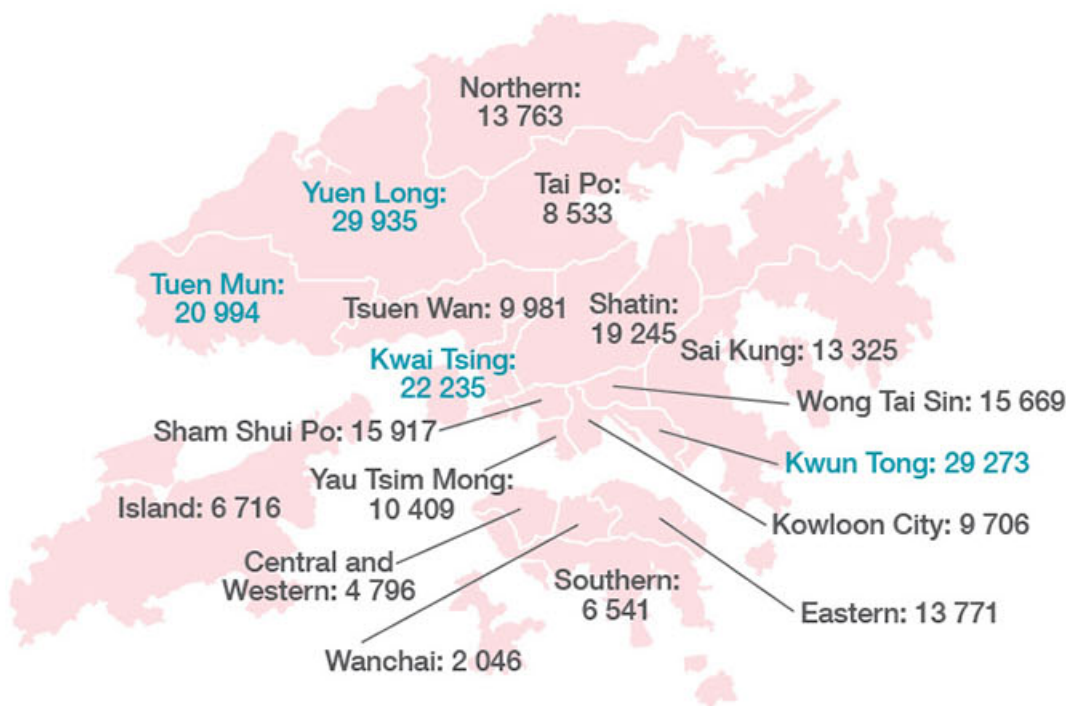 Northern:
13 763
Yuen Long:
29 935
Tai Po:
8 533
Tuen Mun:
20 994
Tsuen Wan: 9 981
Shatin:
19 245
Sai Kung: 13 325
Kwai Tsing:
22 235
Wong Tai Sin: 15 669
Sham Shui Po: 15 917
Kwun Tong: 29 273
Yau Tsim Mong:
10 409
Island: 6 716
Kowloon City: 9 706
Central and
Western: 4 796
Southern:
6 541
Eastern: 13 771
Wanchai: 2 046